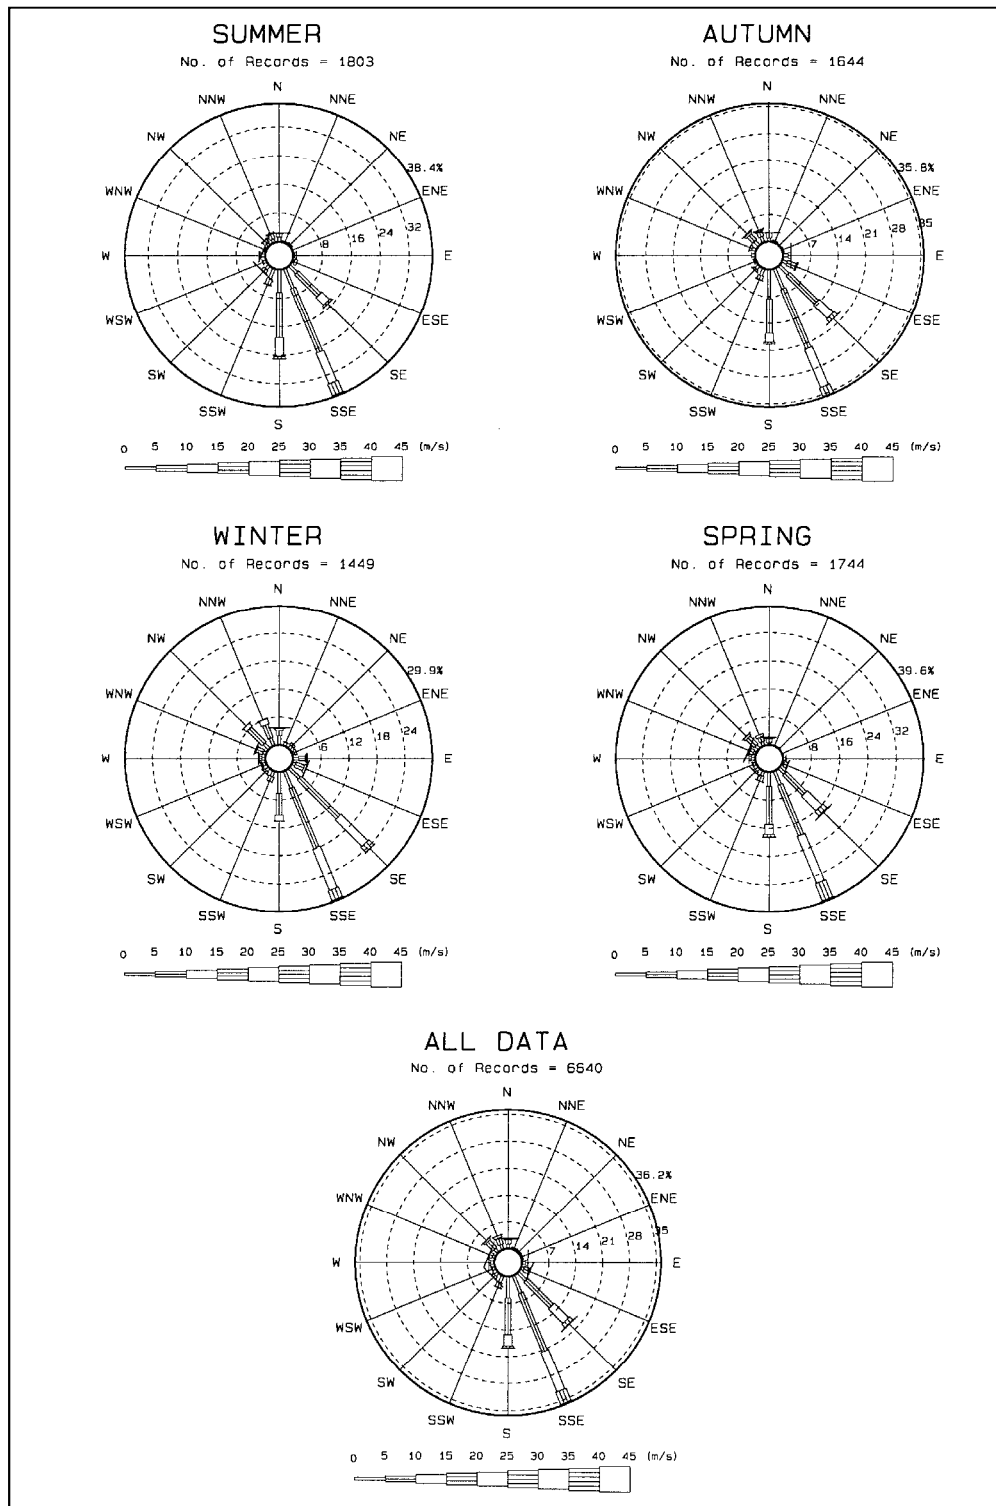 SUMMER
No. of Records = 1803
N
NNW NNE
NW NE
38.4%
WNW ENE
8 16 24 32
W E
WSW ESE
SW SE
SSW SSE
S
0 5 10 15 20 25 30 35 40 45 (m/s)
AUTUMN
No. of Records = 1644
N
NNW NNE
NW NE
35.8%
WNW ENE
7 14 21 28 35
W E
WSW ESE
SW SE
SSW SSE
S
0 5 10 15 20 25 30 35 40 45 (m/s)
WINTER
No. of Records = 1449
N
NNW NNE
NW NE
29.9%
WNW ENE
6 12 18 24
W E
WSW ESE
SW SE
SSW SSE
S
0 5 10 15 20 25 30 35 40 45 (m/s)
SPRING
No. of Records = 1744
N
NNW NNE
NW NE
39.6%
WNW ENE
8 16 24 32
W E
WSW ESE
SW SE
SSW SSE
S
0 5 10 15 20 25 30 35 40 45 (m/s)
ALL DATA
No. of Records = 6640
N
NNW NNE
NW NE
36.2%
WNW ENE
7 14 21 28 35
W E
WSW ESE
SW SE
SSW SSE
S
0 5 10 15 20 25 30 35 40 45 (m/s)